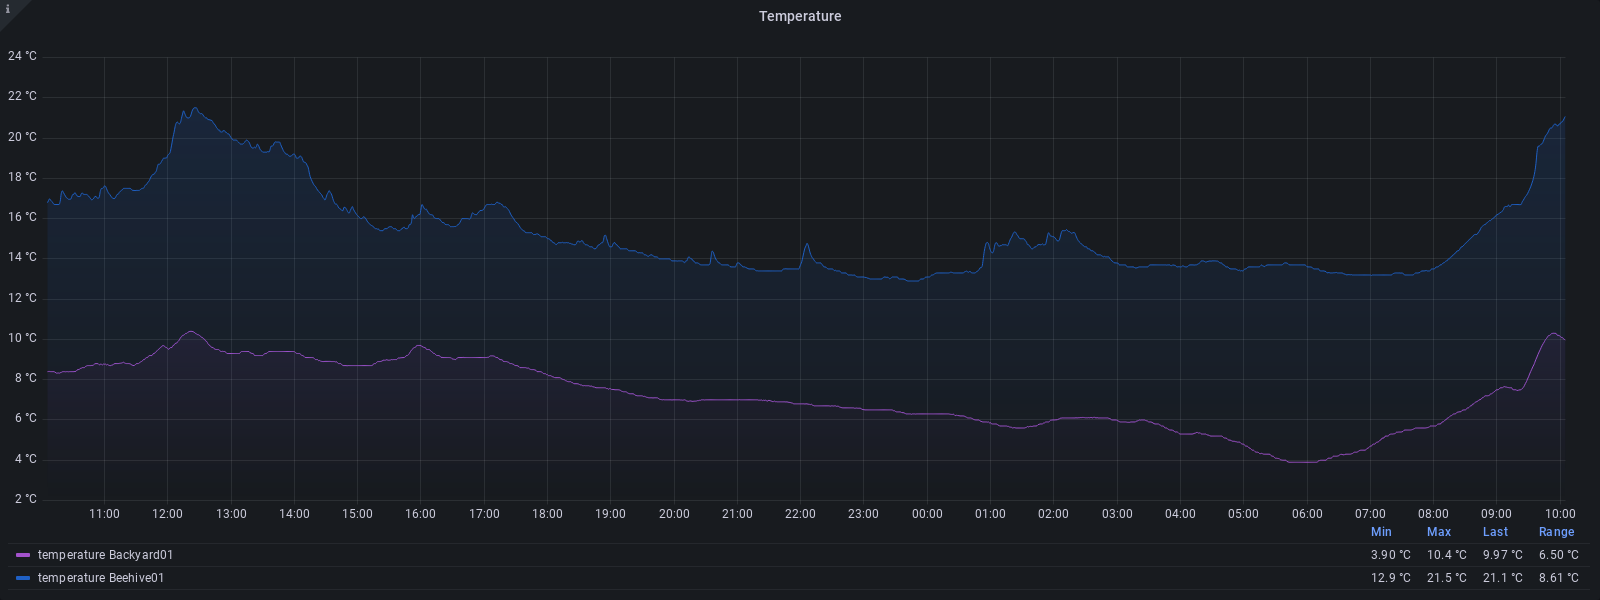 i
Temperature
24 °C
22 °C
20 °C
18 °C
16 °C
14 °C
12 °C
10 °C
8 °C
6 °C
4 °C
2 °C
11:00 12:00 13:00 14:00 15:00 16:00 17:00 18:00 19:00 20:00 21:00 22:00 23:00 00:00 01:00 02:00 03:00 04:00 05:00 06:00 07:00 08:00 09:00 10:00
Min Max Last Range
temperature Backyard01 3.90 °C 10.4 °C 9.97 °C 6.50 °C
temperature Beehive01 12.9 °C 21.5 °C 21.1 °C 8.61 °C